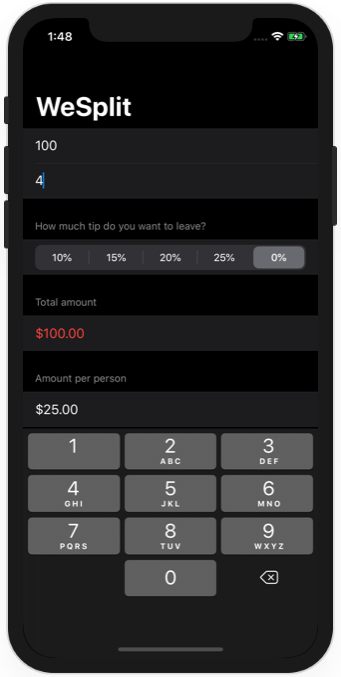 1:48
WeSplit
100
4
How much tip do you want to leave?
10% 15% 20% 25% 0%
Total amount
$100.00
Amount per person
$25.00
1 2 3
ABC DEF
4 5 6
GHI JKL MNO
7 8 9
PQRS TUV WXYZ
0